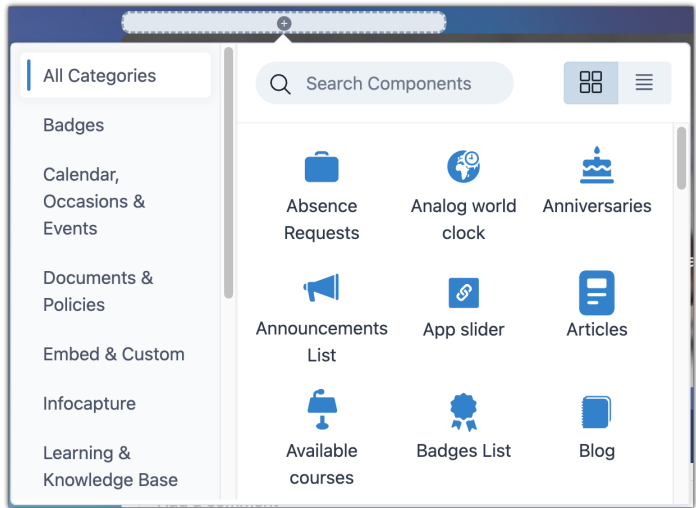 All Categories
Badges
Calendar,
Occasions &
Events
Documents &
Policies
Embed & Custom
Infocapture
Learning &
Knowledge Base
Search Components
Absence
Requests
Analog world
clock
Anniversaries
Announcements
List
App slider
Articles
Available
courses
Badges List
Blog